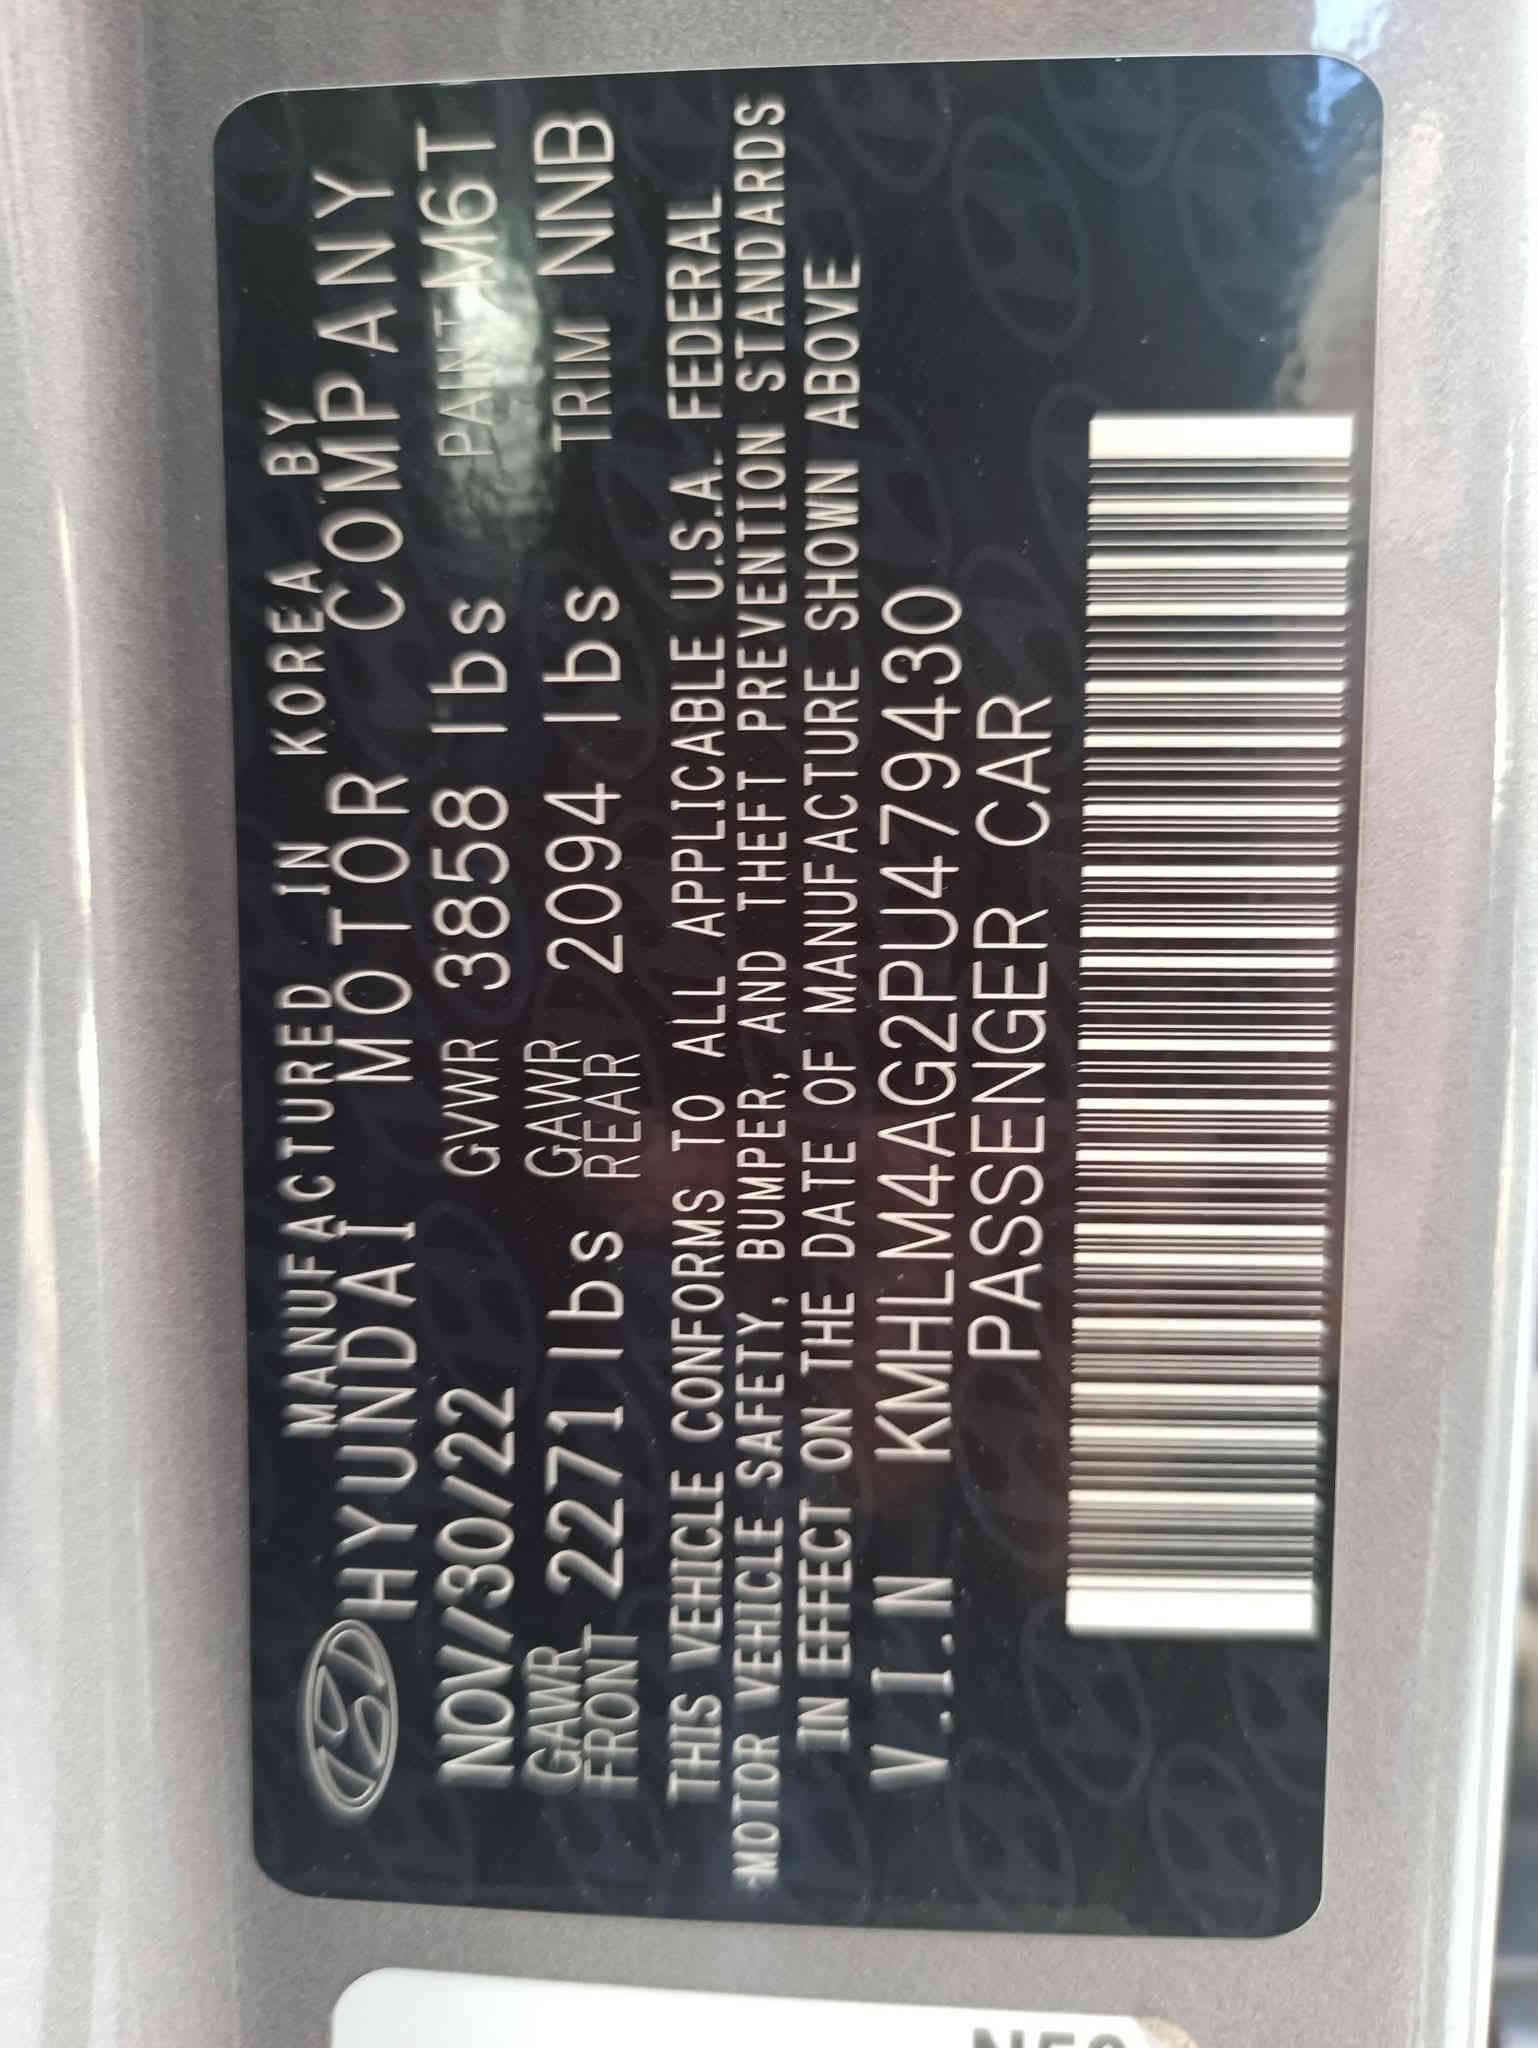 MANUFACTURED IN KOREA BY
HYUNDAI MOTOR COMPANY
NOV/30/22 GVWR 3858 lbs PAINT M6T
GAWR FRONT 2271 lbs GAWR REAR 2094 lbs TRIM NNB
THIS VEHICLE CONFORMS TO ALL APPLICABLE U.S.A. FEDERAL
MOTOR VEHICLE SAFETY, BUMPER, AND THEFT PREVENTION STANDARDS
IN EFFECT ON THE DATE OF MANUFACTURE SHOWN ABOVE
V.I.N KMHLM4AG2PU479430
PASSENGER CAR